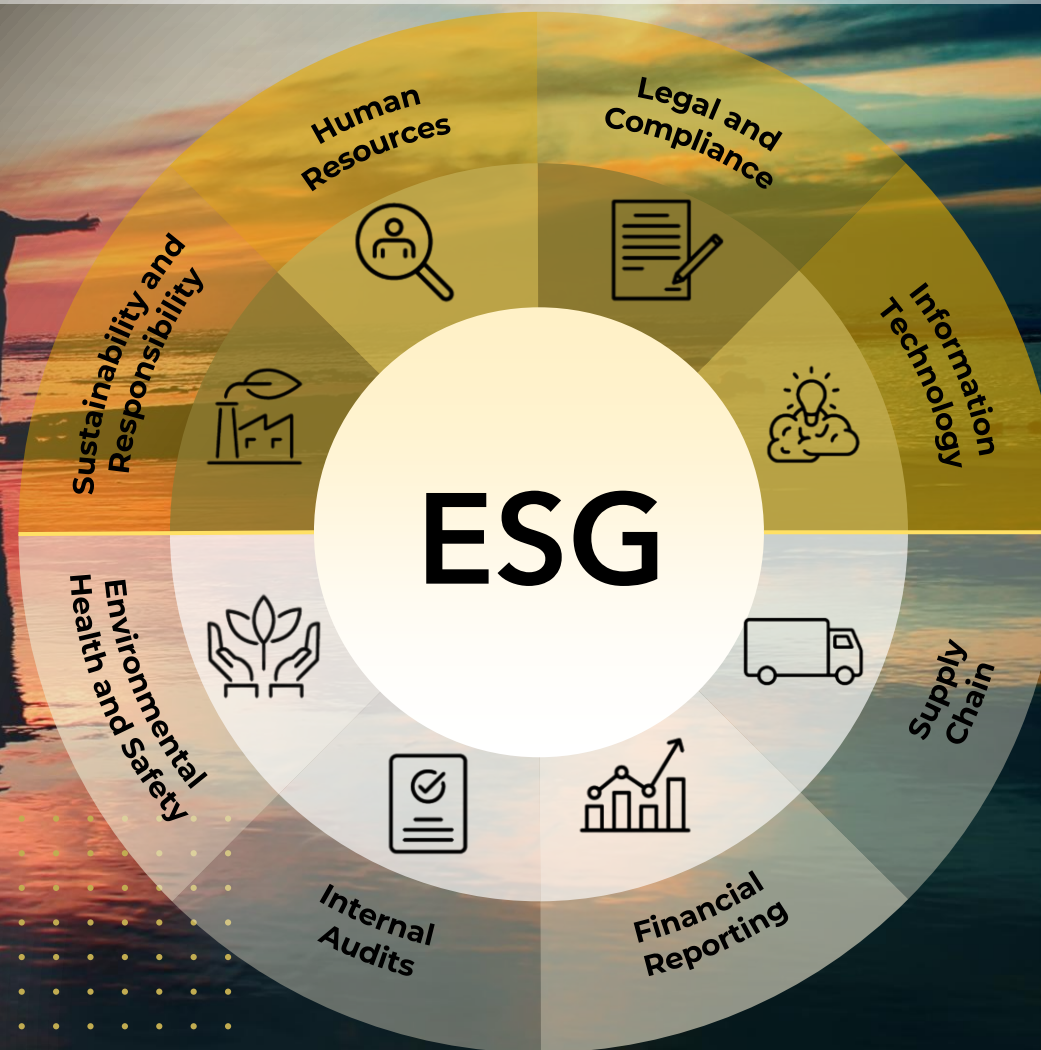 Human
Resources
Legal and
Compliance
Sustainability and
Responsibility
Information
Technology
ESG
Environmental
Health and Safety
Supply
Chain
Internal
Audits
Financial
Reporting